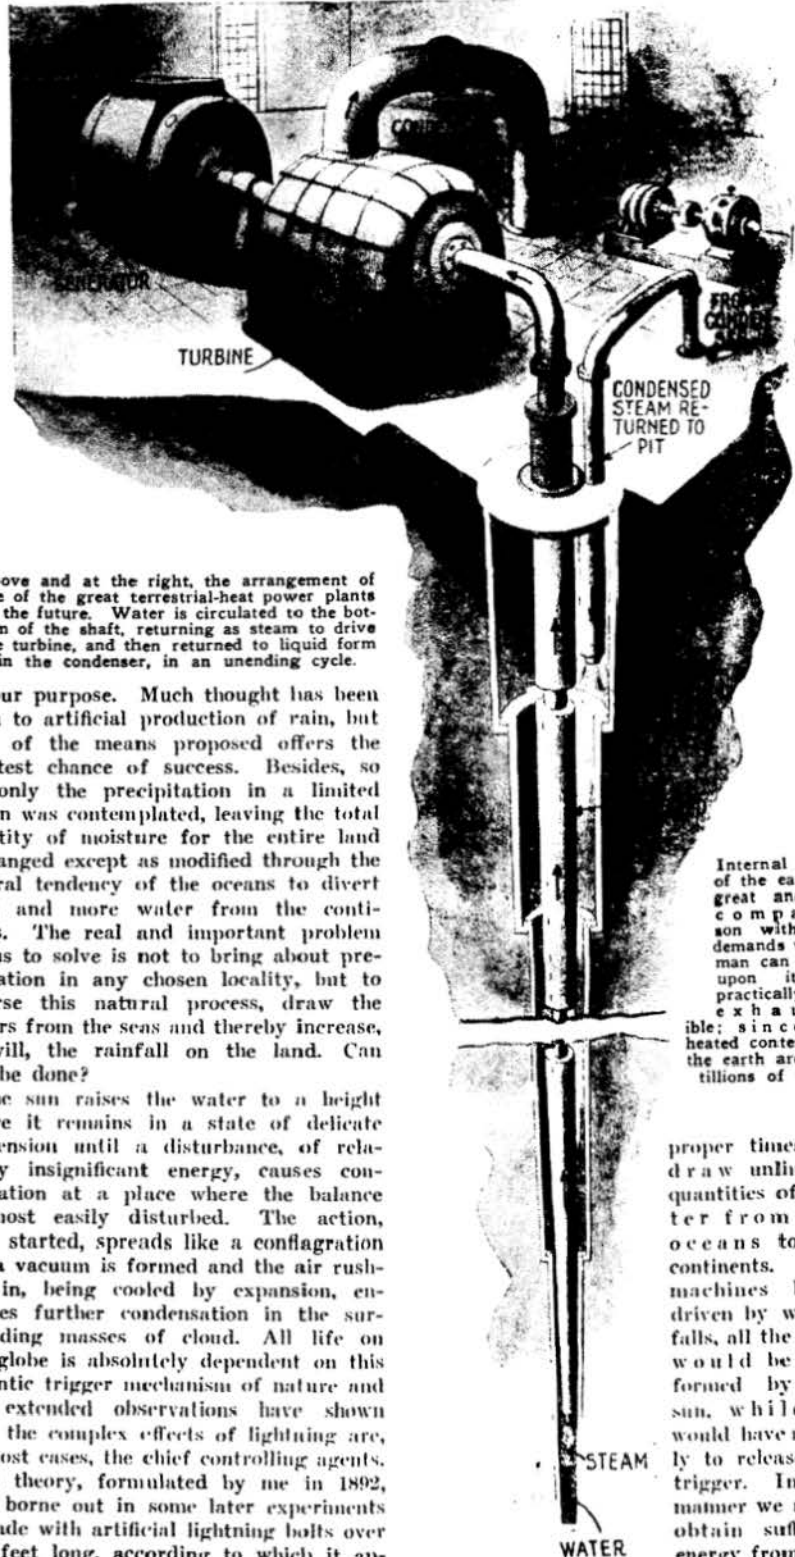 GENERATOR
TURBINE
FROM
CONDEN-
CONDENSED
STEAM RE-
TURNED TO
PIT
ove and at the right, the arrangement of
e of the great terrestrial-heat power plants
the future. Water is circulated to the bot-
n of the shaft, returning as steam to drive
e turbine, and then returned to liquid form
in the condenser, in an unending cycle.
our purpose. Much thought has been
to artificial production of rain, but
of the means proposed offers the
test chance of success. Besides, so
only the precipitation in a limited
n was contemplated, leaving the total
tity of moisture for the entire land
anged except as modified through the
ral tendency of the oceans to divert
and more water from the conti-
s. The real and important problem
us to solve is not to bring about pre-
ation in any chosen locality, but to
rse this natural process, draw the
rs from the seas and thereby increase,
will, the rainfall on the land. Can
be done?
ne sun raises the water to a height
re it remains in a state of delicate
ension until a disturbance, of rela-
y insignificant energy, causes con-
ation at a place where the balance
most easily disturbed. The action,
started, spreads like a conflagration
a vacuum is formed and the air rush-
in, being cooled by expansion, en-
es further condensation in the sur-
ding masses of cloud. All life on
globe is absolutely dependent on this
ntic trigger mechanism of nature and
extended observations have shown
the complex effects of lightning are,
ost cases, the chief controlling agents.
theory, formulated by me in 1892,
borne out in some later experiments
ade with artificial lightning bolts over
feet long, according to which it ap-
Internal
of the ea
great an
compa
son with
demands
man can
upon it
practically
exhau
ible; since
heated conte
the earth are
tillions of
proper time
draw unli
quantities of
ter from
oceans to
continents.
machines
driven by w
falls, all the
would be
formed by
sun, whil
would have
ly to releas
trigger. In
manner we
obtain suf
energy from
STEAM
WATER